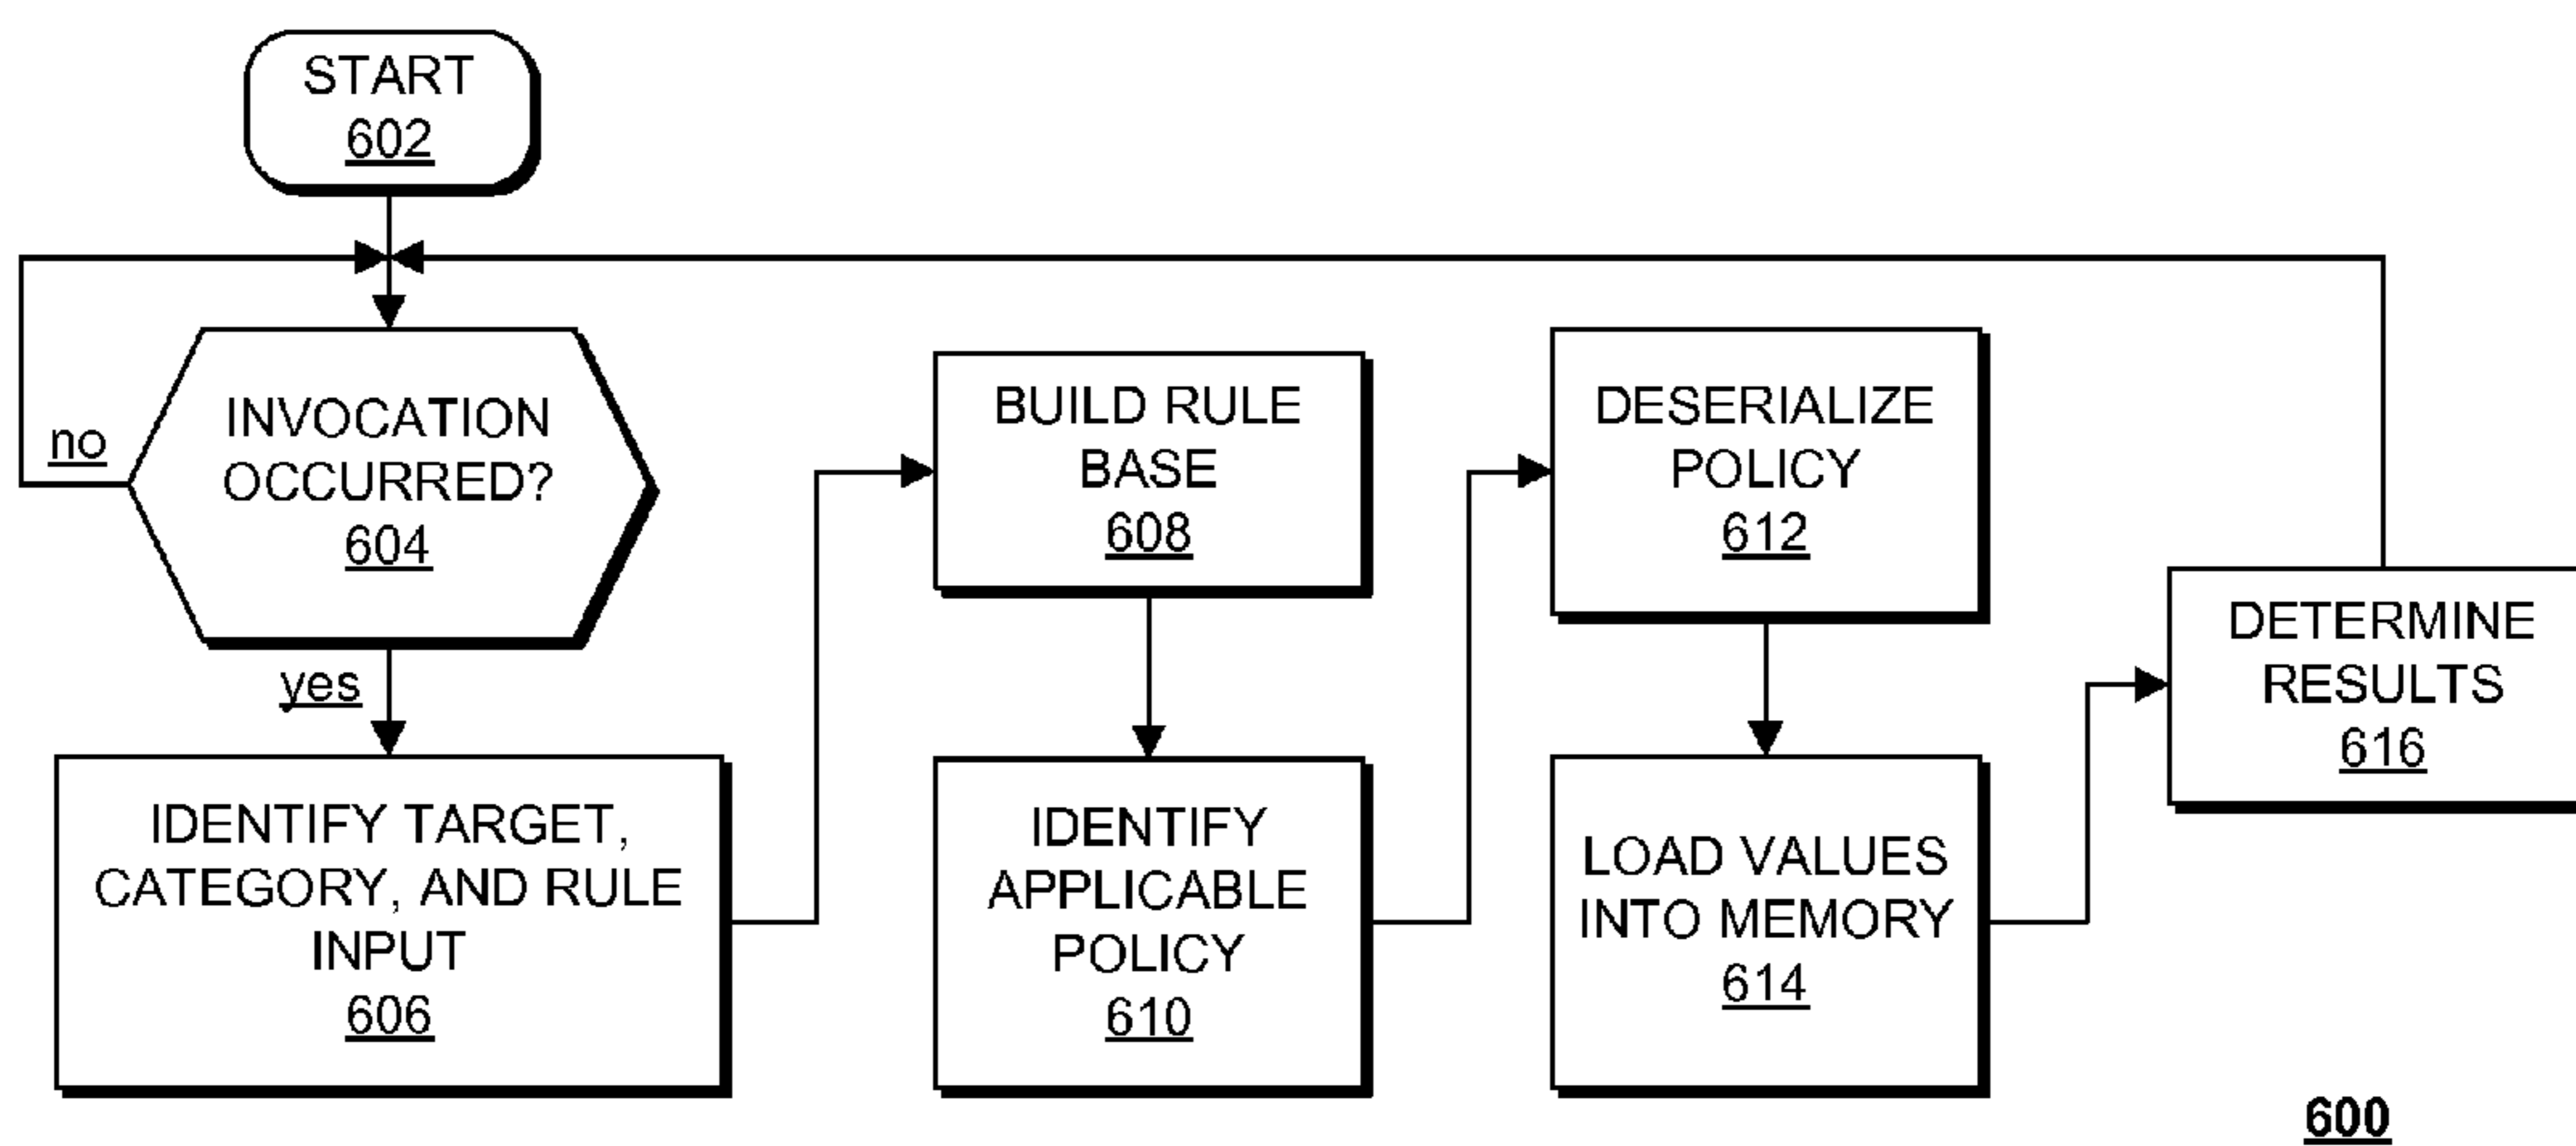 START
602
INVOCATION
OCCURRED?
604
no
yes
IDENTIFY TARGET,
CATEGORY, AND RULE
INPUT
606
BUILD RULE
BASE
608
IDENTIFY
APPLICABLE
POLICY
610
DESERIALIZE
POLICY
612
LOAD VALUES
INTO MEMORY
614
DETERMINE
RESULTS
616
600